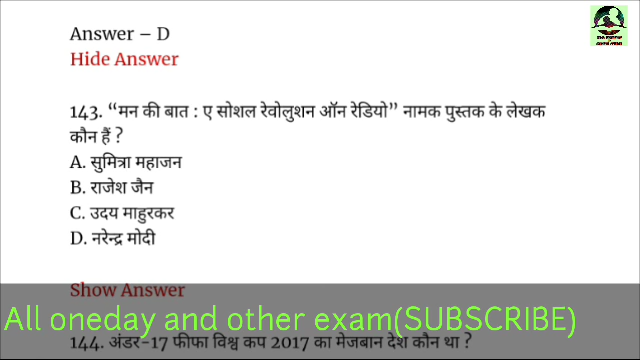 Answer – D
Hide Answer
143. “मन की बात : ए सोशल रेवोलुशन ऑन रेडियो” नामक पुस्तक के लेखक
कौन हैं ?
A. सुमित्रा महाजन
B. राजेश जैन
C. उदय माहुरकर
D. नरेन्द्र मोदी
Show Answer
All oneday and other exam(SUBSCRIBE)
144. अंडर-17 फीफा विश्व कप 2017 का मेजबान देश कौन था ?